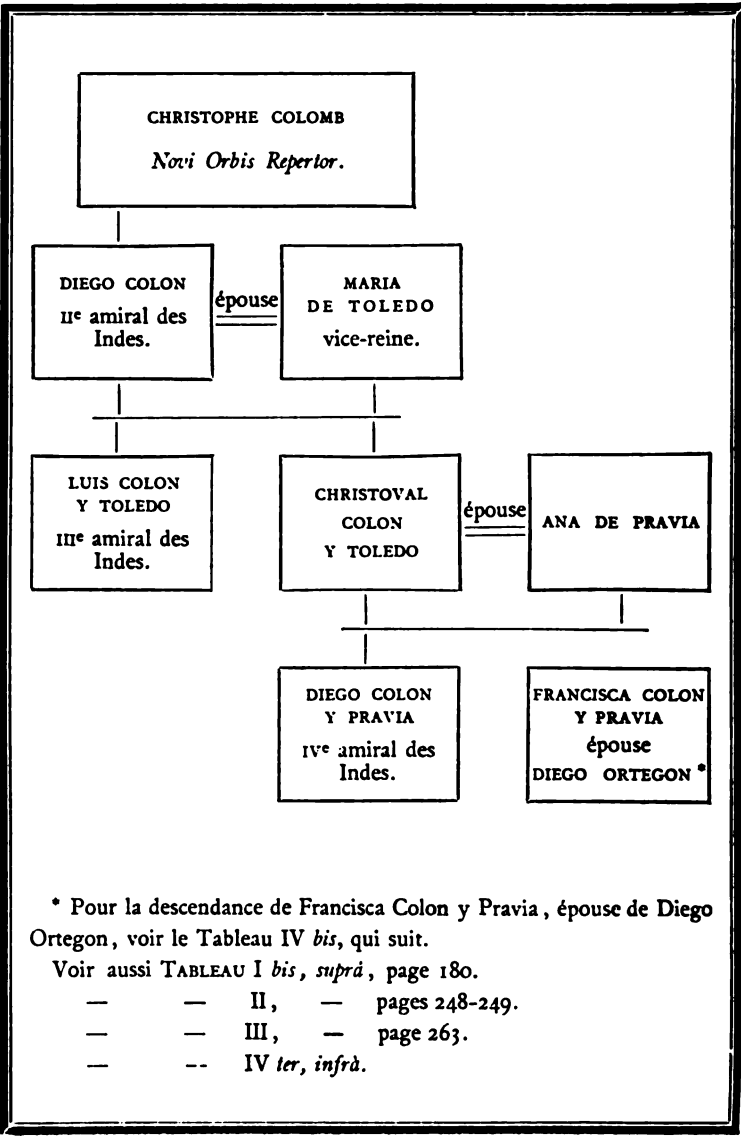 CHRISTOPHE COLOMB
Novi Orbis Repertor.
DIEGO COLON
IIe amiral des
Indes.
épouse
MARIA
DE TOLEDO
vice-reine.
LUIS COLON
Y TOLEDO
IIIe amiral des
Indes.
CHRISTOVAL
COLON
Y TOLEDO
épouse
ANA DE PRAVIA
DIEGO COLON
Y PRAVIA
IVe amiral des
Indes.
FRANCISCA COLON
Y PRAVIA
épouse
DIEGO ORTEGON *
* Pour la descendance de Francisca Colon y Pravia, épouse de Diego
Ortegon, voir le Tableau IV bis, qui suit.
Voir aussi TABLEAU I bis, suprá, page 180.
— — II, — pages 248-249.
— — III, — page 263.
— -- IV ter, infrà.